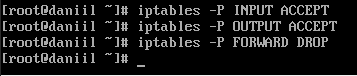 [root@daniil ~]# iptables -P INPUT ACCEPT
[root@daniil ~]# iptables -P OUTPUT ACCEPT
[root@daniil ~]# iptables -P FORWARD DROP
[root@daniil ~]# _